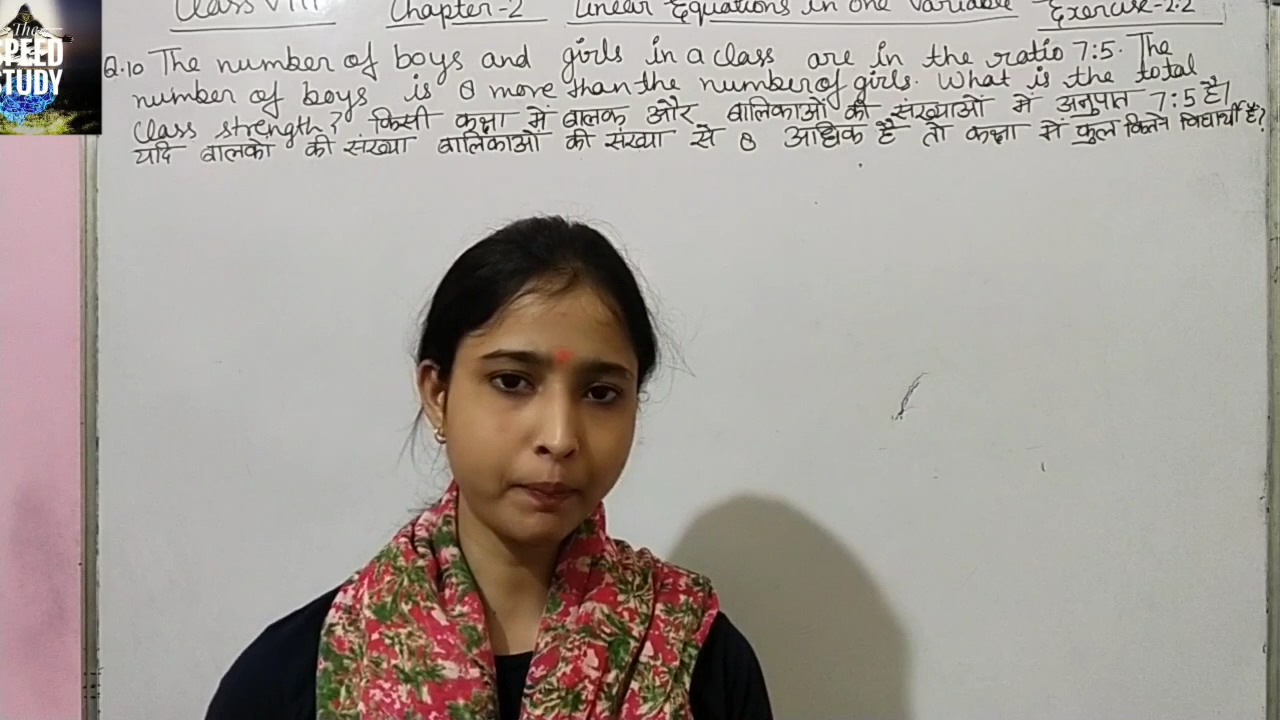 Class VIII Chapter-2 Linear Equations in One Variable Exercise-2.2
The
SPEED
STUDY
Q.10 The number of boys and girls in a class are in the ratio 7:5. The
number of boys is 8 more than the number of girls. What is the total
class strength? किसी कक्षा में बालक और बालिकाओं की संख्याओं में अनुपात 7:5 है।
यदि बालकों की संख्या बालिकाओं की संख्या से 8 अधिक है तो कक्षा में कुल कितने विद्यार्थी है?